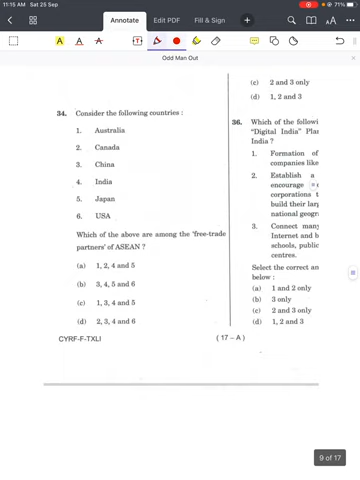 11:15 AM Sat 25 Sep
88%
Annotate
Edit PDF
Fill & Sign
Odd Man Out
34. Consider the following countries :
1. Australia
2. Canada
3. China
4. India
5. Japan
6. USA
Which of the above are among the 'free-trade
partners' of ASEAN ?
(a) 1, 2, 4 and 5
(b) 3, 4, 5 and 6
(c) 1, 3, 4 and 5
(d) 2, 3, 4 and 6
CYRF-F-TXLI
( 17 – A )
(c) 2 and 3 only
(d) 1, 2 and 3
36. Which of the followi
"Digital India" Plan
India ?
1. Formation of
companies like
2. Establish a
encourage
corporations t
build their larg
national geogr
3. Connect many
Internet and b
schools, public
centres.
Select the correct an
below :
(a) 1 and 2 only
(b) 3 only
(c) 2 and 3 only
(d) 1, 2 and 3
9 of 17